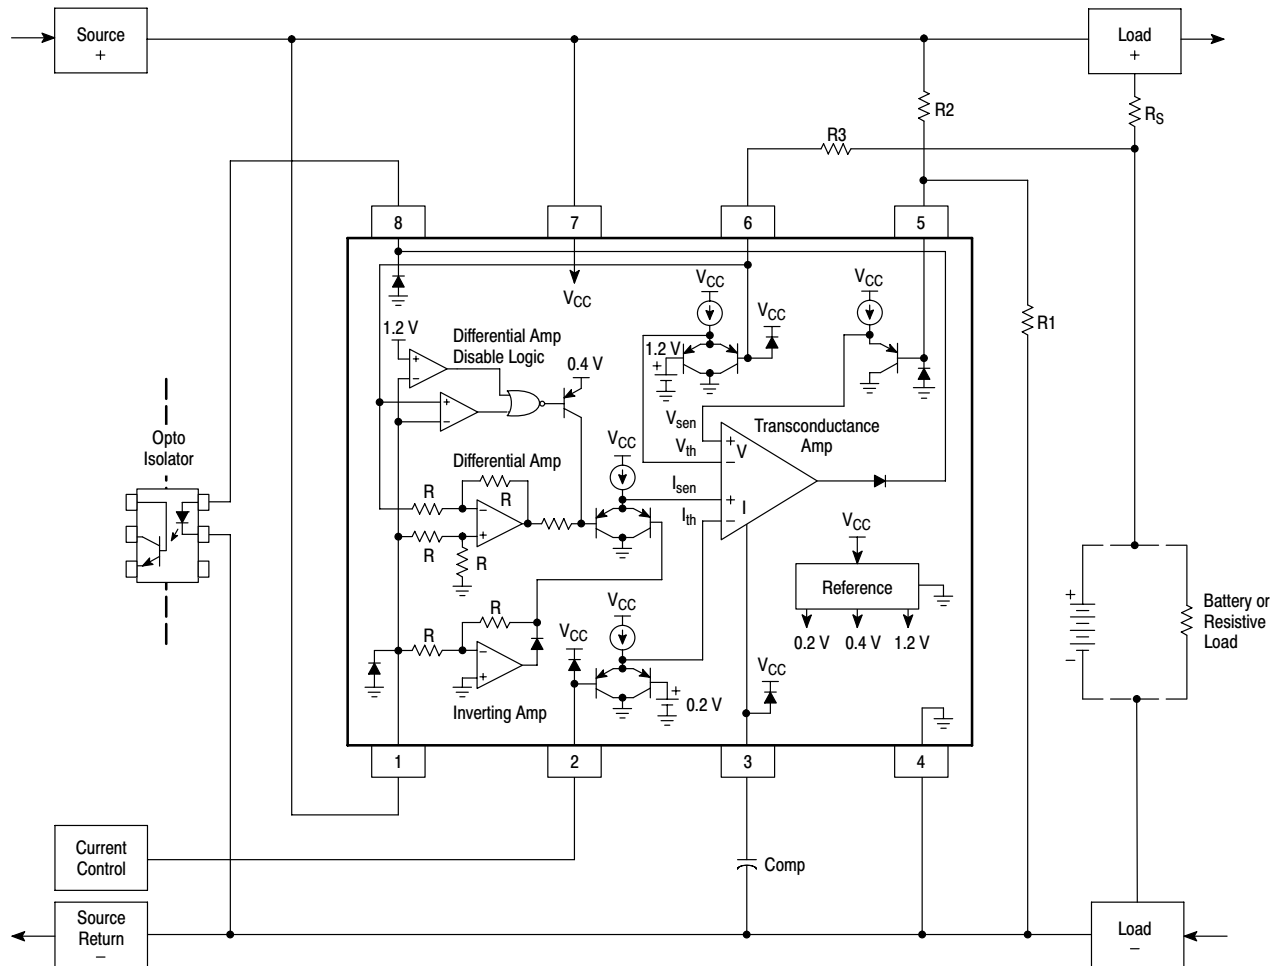 Source
+
Load
+
R2
RS
R3
8
7
6
5
VCC
VCC
VCC
VCC
R1
1.2 V
Differential Amp
Disable Logic
1.2 V
+
0.4 V
+
−
+
−
Vsen
Vth
Transconductance
Amp
+
V
−
Opto
Isolator
VCC
Differential Amp
Isen
Ith
+
I
−
R
R
−
+
R
R
VCC
Reference
0.2 V
0.4 V
1.2 V
+
−
Battery or
Resistive
Load
R
R
−
+
VCC
VCC
VCC
+
0.2 V
Inverting Amp
1
2
3
4
Current
Control
Comp
Source
Return
−
Load
−